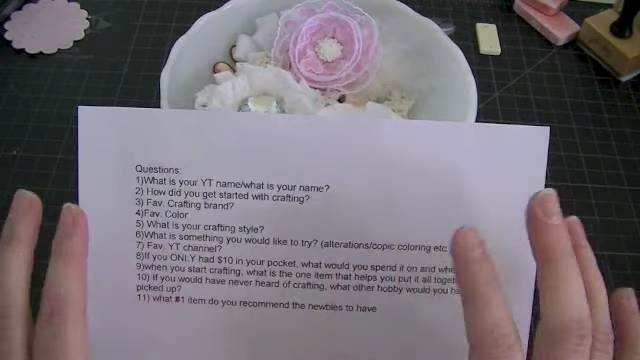 Questions:
1)What is your YT name/what is your name?
2) How did you get started with crafting?
3) Fav. Crafting brand?
4)Fav. Color
5) What is your crafting style?
6)What is something you would like to try? (alterations/copic coloring etc
7) Fav. YT channel?
8)If you ONLY had $10 in your pocket, what would you spend it on and
9)when you start crafting, what is the one item that helps you put it all
10) If you would have never heard of crafting, what other hobby would you
picked up?
11) what #1 item do you recommend the newbies to have